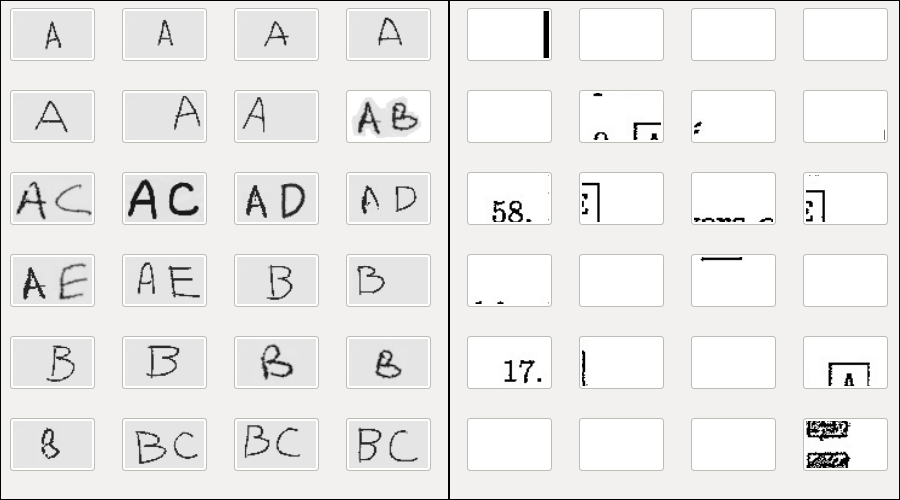 A A A A
A A A AB
AC AC AD AD
AE AE B B
B B B B
B BC BC BC
A
58.
17. A